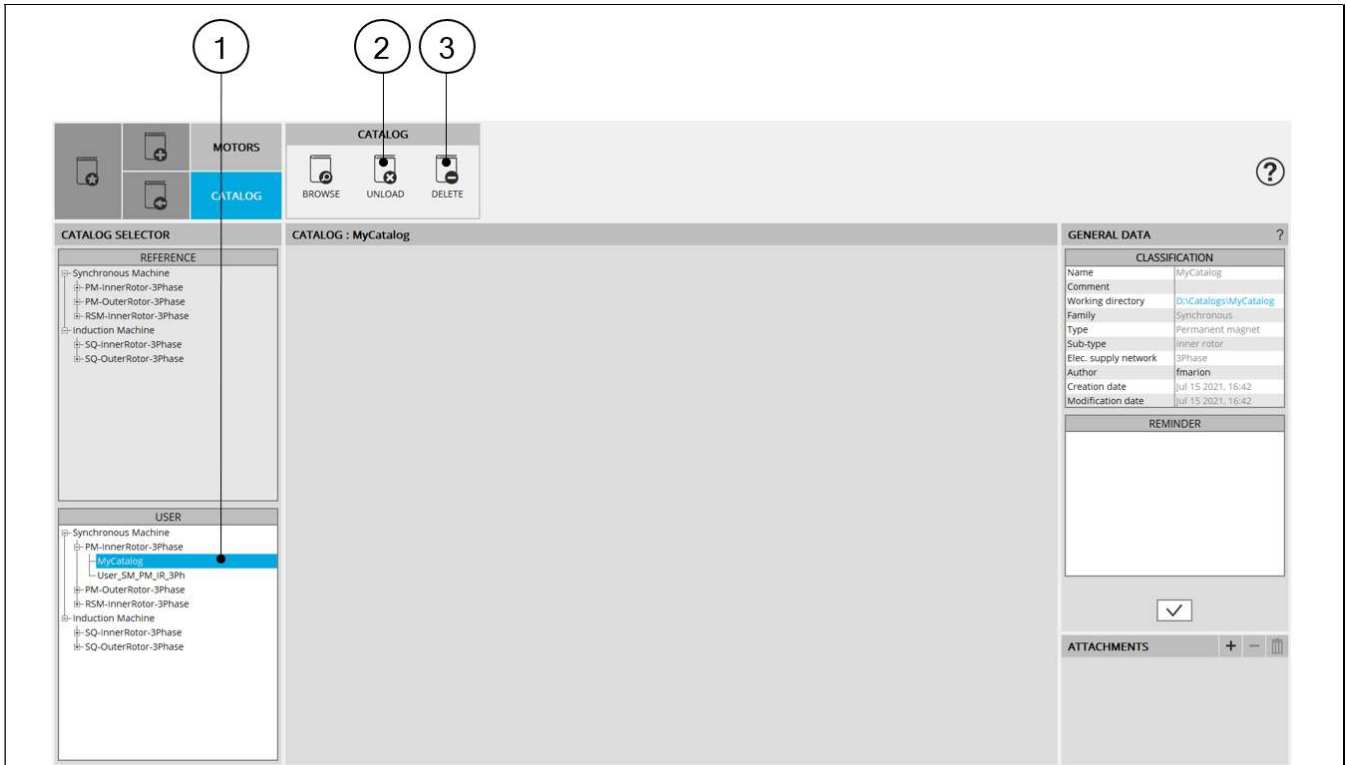 1
2
3
MOTORS
CATALOG
CATALOG
BROWSE
UNLOAD
DELETE
?
CATALOG SELECTOR
REFERENCE
Synchronous Machine
PM-InnerRotor-3Phase
PM-OuterRotor-3Phase
RSM-InnerRotor-3Phase
Induction Machine
SQ-InnerRotor-3Phase
SQ-OuterRotor-3Phase
USER
Synchronous Machine
PM-InnerRotor-3Phase
MyCatalog
User_SM_PM_IR_3Ph
PM-OuterRotor-3Phase
RSM-InnerRotor-3Phase
Induction Machine
SQ-InnerRotor-3Phase
SQ-OuterRotor-3Phase
CATALOG : MyCatalog
GENERAL DATA ?
CLASSIFICATION
Name MyCatalog
Comment
Working directory D:\Catalogs\MyCatalog
Family Synchronous
Type Permanent magnet
Sub-type Inner rotor
Elec. supply network 3Phase
Author fmarion
Creation date Jul 15 2021, 16:42
Modification date Jul 15 2021, 16:42
REMINDER
ATTACHMENTS + -